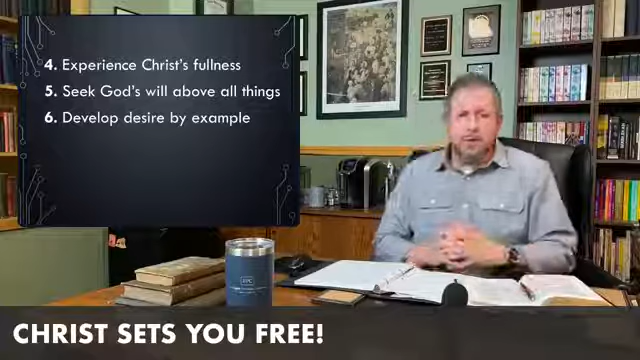 4. Experience Christ's fullness
5. Seek God's will above all things
6. Develop desire by example
CHRIST SETS YOU FREE!